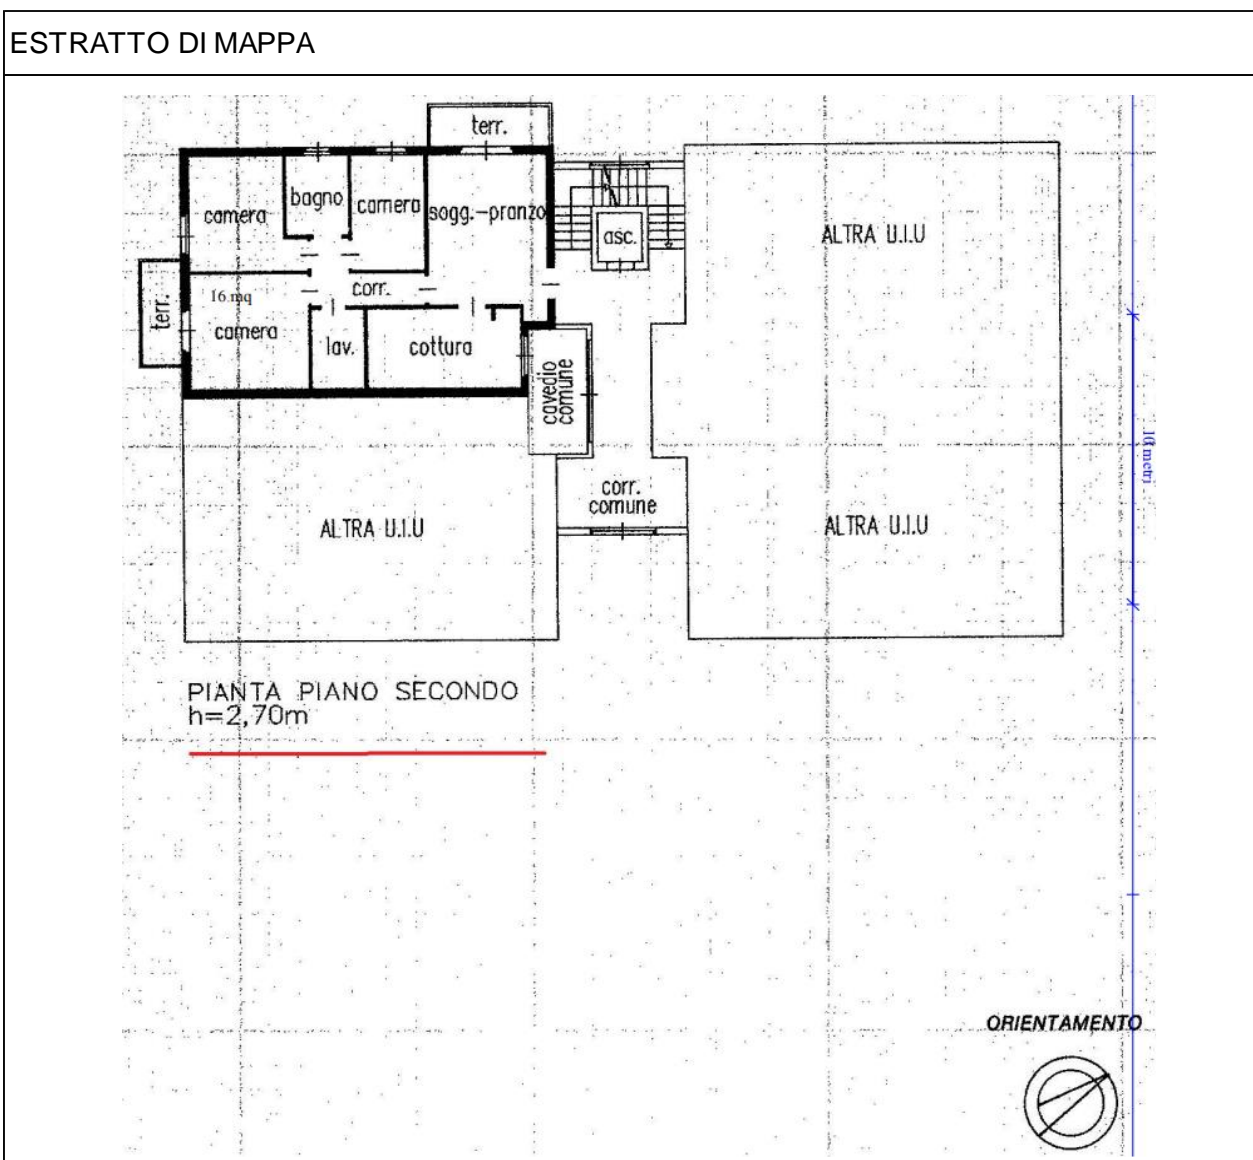 ESTRATTO DI MAPPA
terr.
camera
bagno
camera
sogg.-pranzo
asc.
ALTRA U.I.U
terr.
16 mq
camera
corr.
lav.
cottura
cavedio
comune
10 metri
corr.
comune
ALTRA U.I.U
ALTRA U.I.U
PIANTA PIANO SECONDO
h=2,70m
ORIENTAMENTO